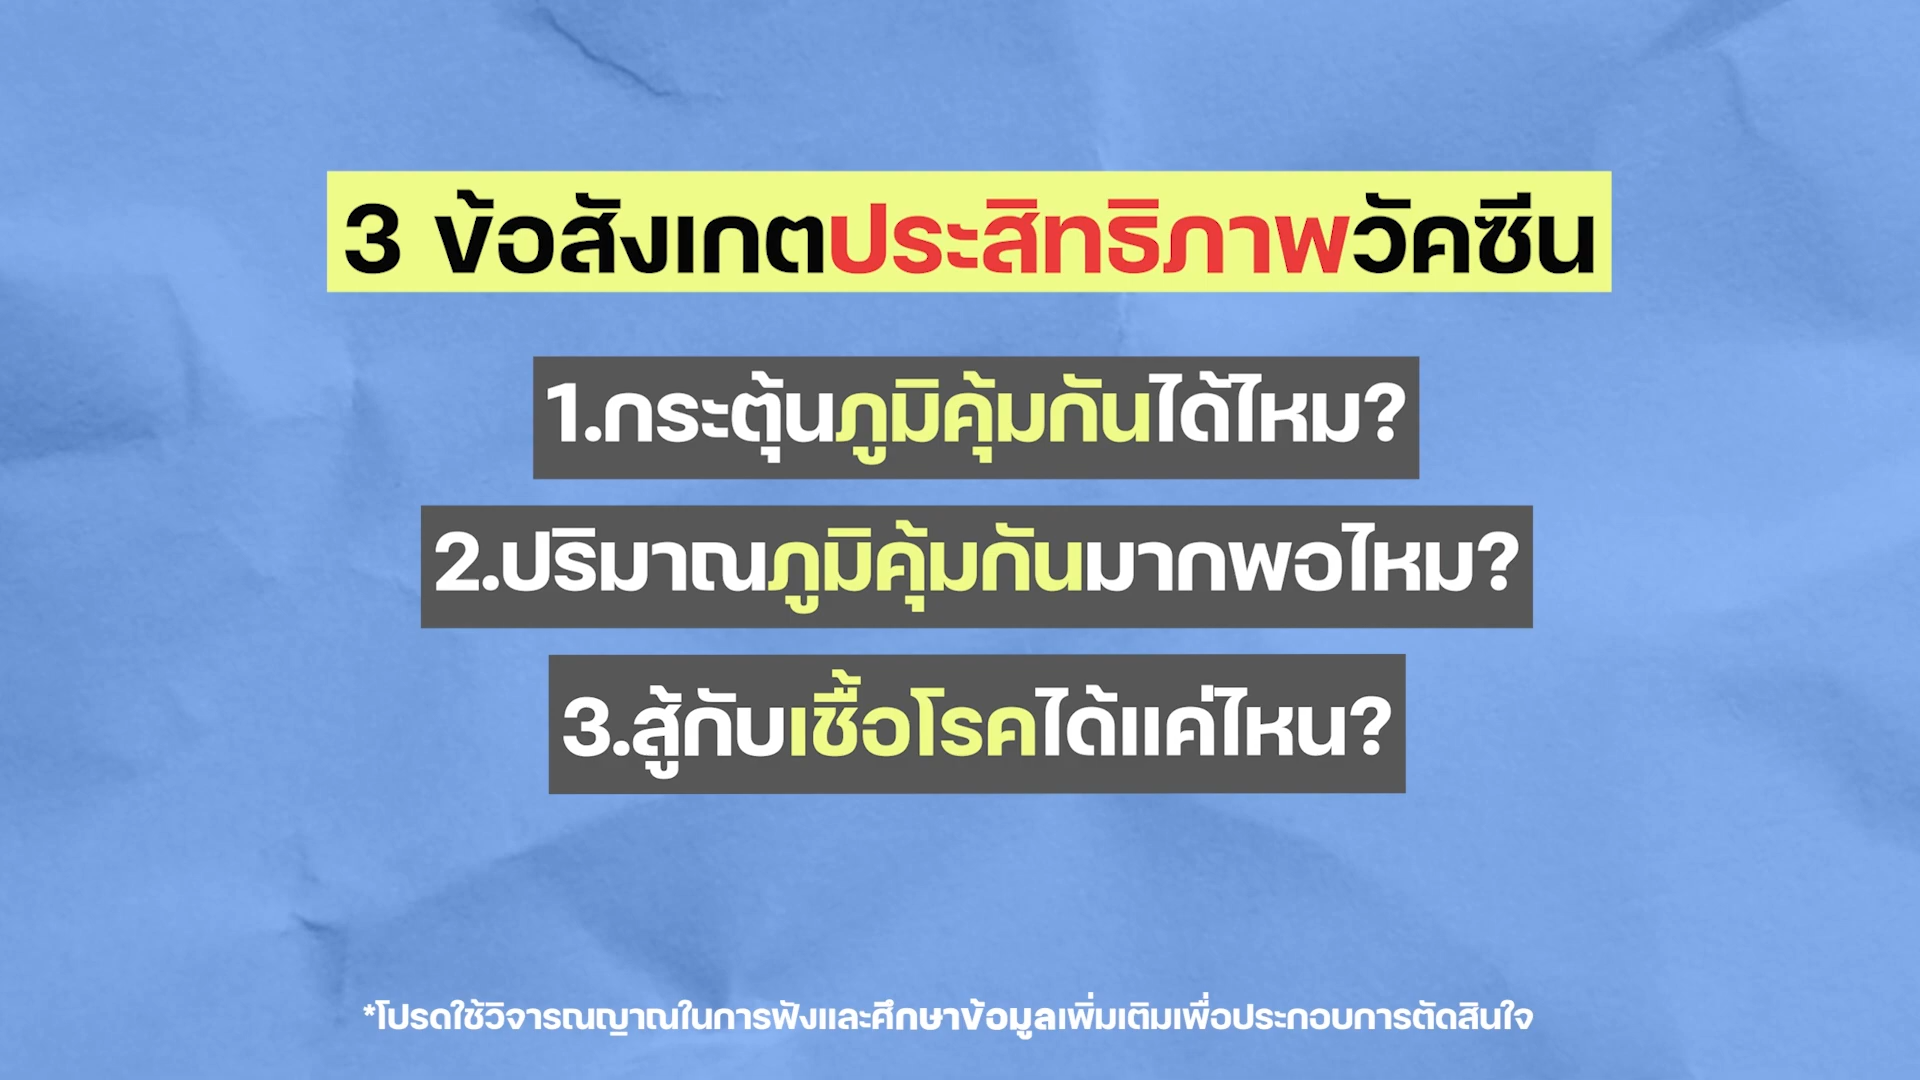 3 ข้อสังเกตประสิทธิภาพวัคซีน
1.กระตุ้นภูมิคุ้มกันได้ไหม?
2.ปริมาณภูมิคุ้มกันมากพอไหม?
3.สู้กับเชื้อโรคได้แค่ไหน?
*โปรดใช้วิจารณญาณในการฟังและศึกษาข้อมูลเพิ่มเติมเพื่อประกอบการตัดสินใจ